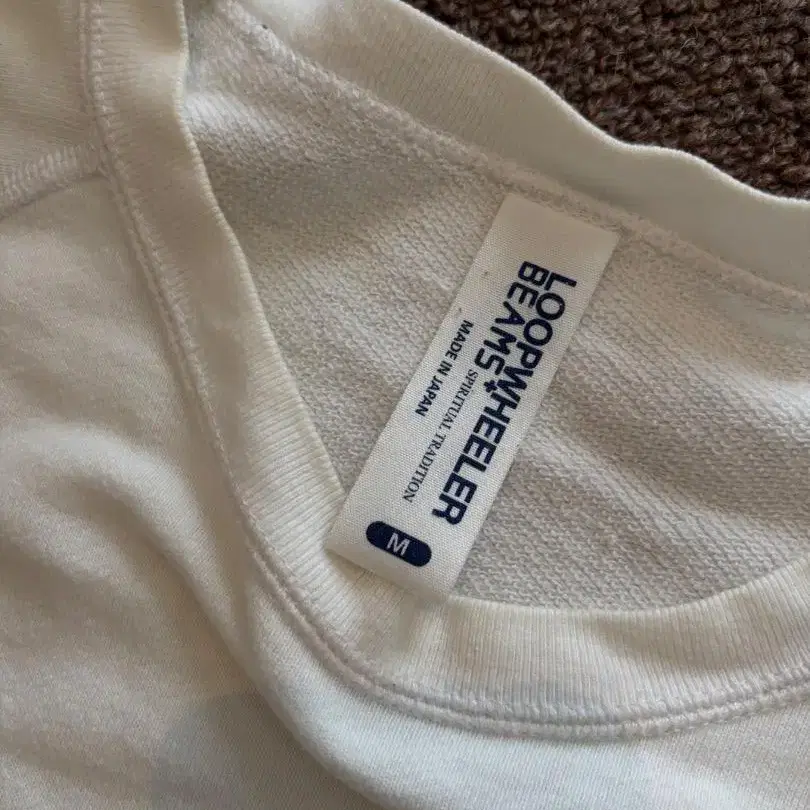 LOOPWHEELER
BEAMS+
SPIRITUAL TRADITION
MADE IN JAPAN
M